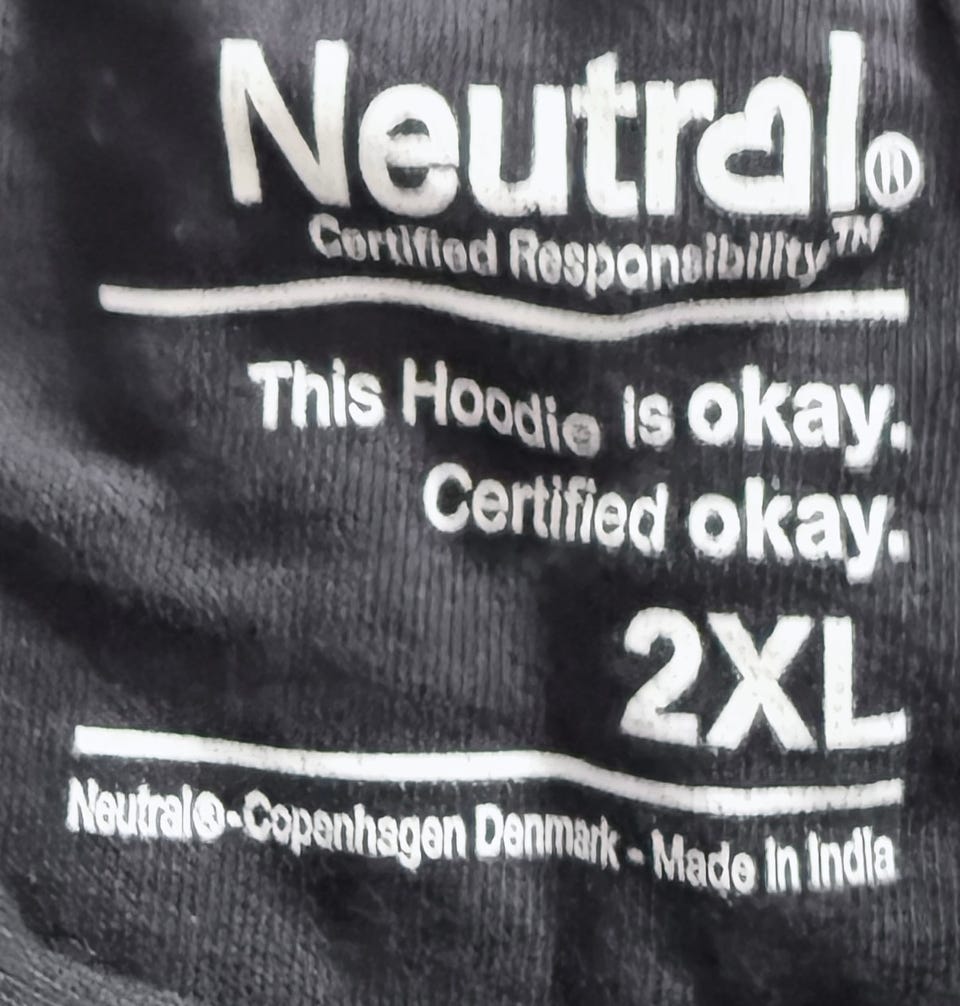 Neutral®
Certified Responsibility™
This Hoodie is okay.
Certified okay.
2XL
Neutral®-Copenhagen Denmark - Made in India